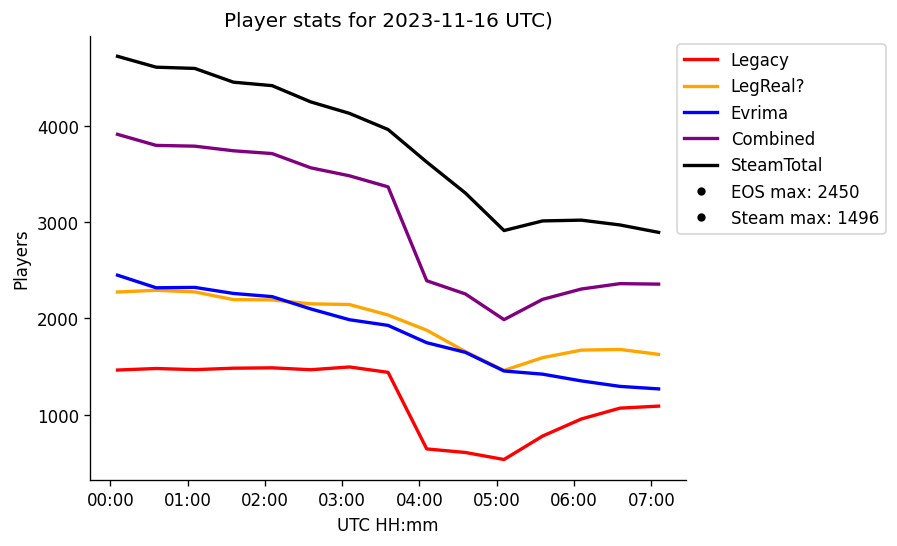 Player stats for 2023-11-16 UTC)
Legacy
LegReal?
Evrima
Combined
SteamTotal
EOS max: 2450
Steam max: 1496
Players
4000
3000
2000
1000
00:00 01:00 02:00 03:00 04:00 05:00 06:00 07:00
UTC HH:mm